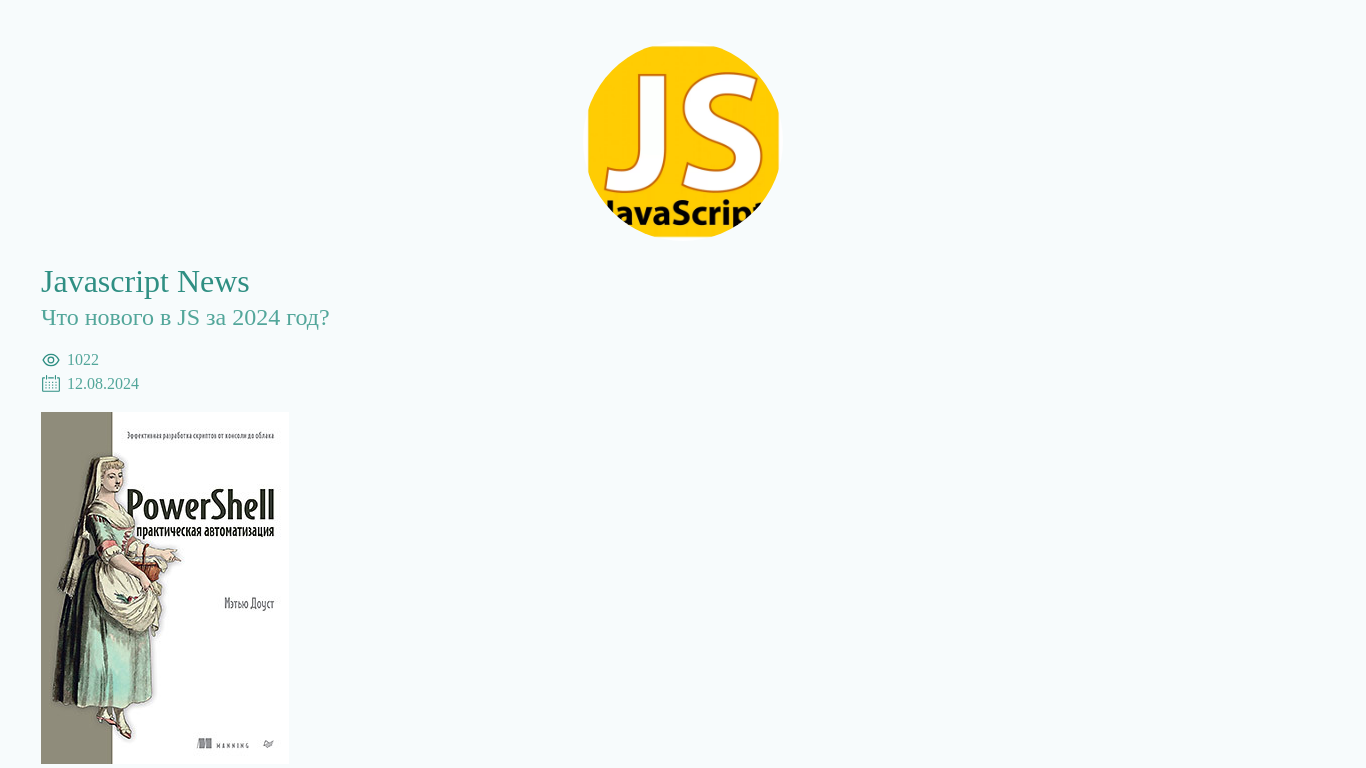 JS
JavaScript
Javascript News
Что нового в JS за 2024 год?
1022
12.08.2024
Эффективная разработка скриптов от консоли до облака
PowerShell
практическая автоматизация
Мэтью Доуст
MANNING